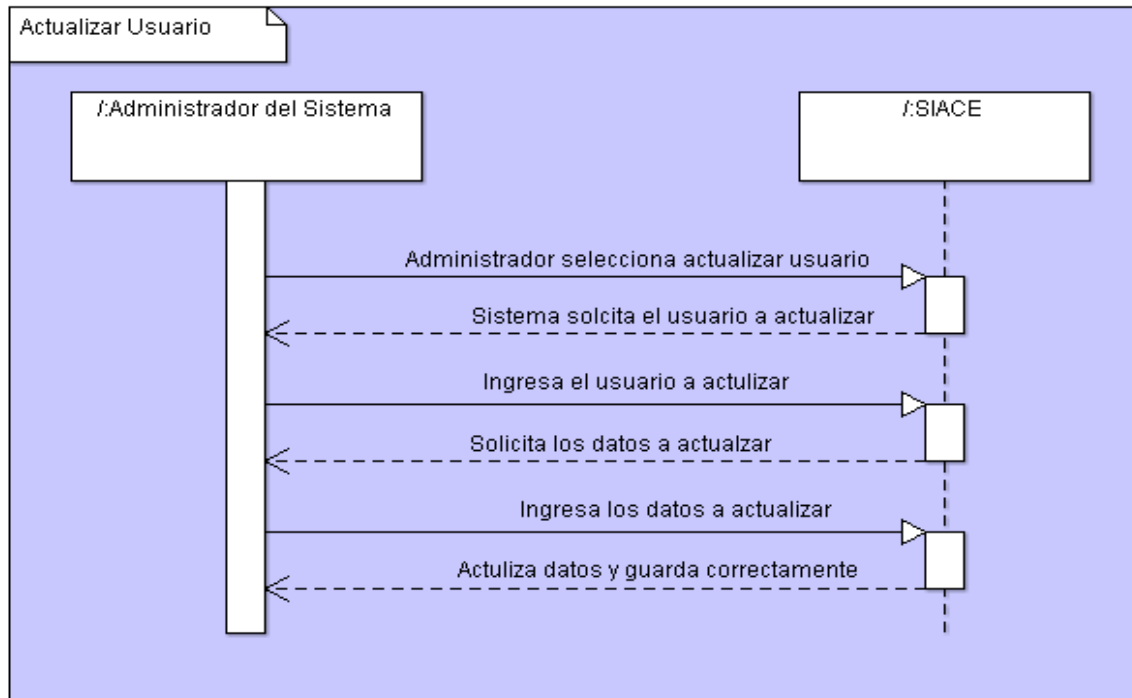 Actualizar Usuario
/:Administrador del Sistema
/:SIACE
Administrador selecciona actualizar usuario
Sistema solcita el usuario a actualizar
Ingresa el usuario a actulizar
Solicita los datos a actualzar
Ingresa los datos a actualizar
Actuliza datos y guarda correctamente